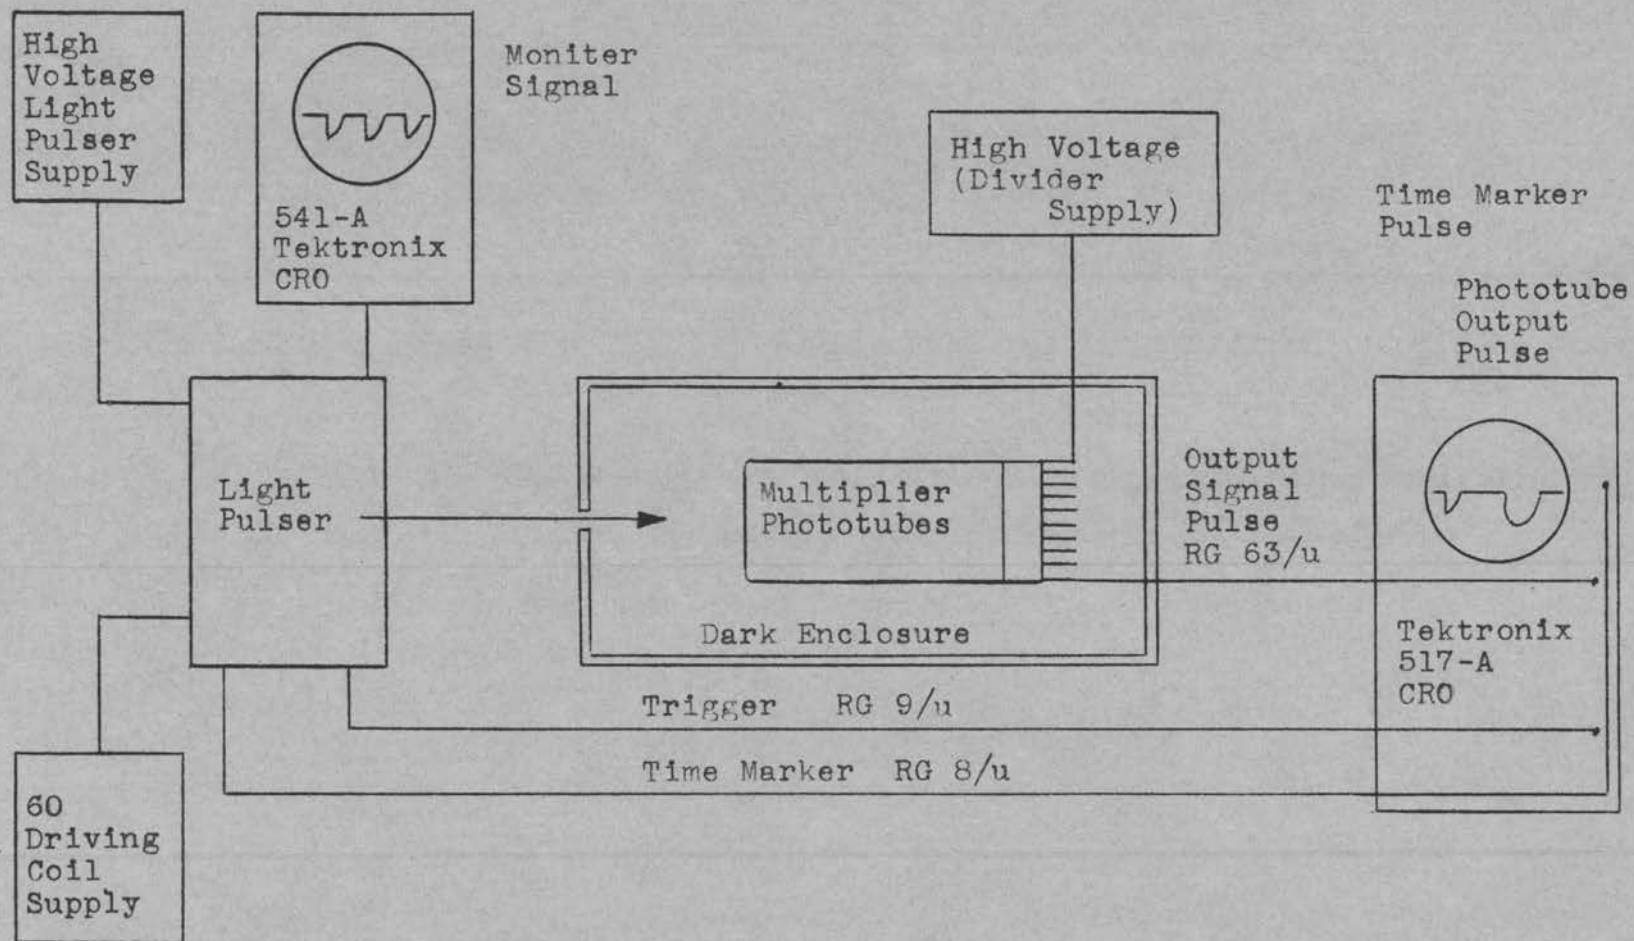 High
Voltage
Light
Pulser
Supply
541-A
Tektronix
CRO
Moniter
Signal
High Voltage
(Divider
Supply)
Time Marker
Pulse
Phototube
Output
Pulse
Light
Pulser
Multiplier
Phototubes
Dark Enclosure
Output
Signal
Pulse
RG 63/u
Tektronix
517-A
CRO
Trigger RG 9/u
Time Marker RG 8/u
60
Driving
Coil
Supply